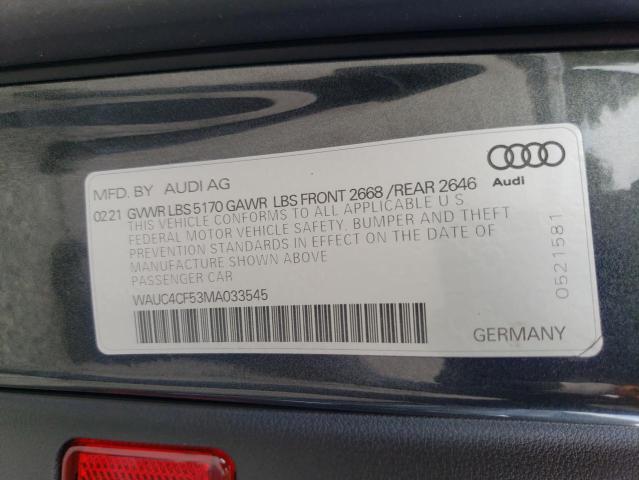 MFD. BY AUDI AG
Audi
02 21 GVWR LBS 5170 GAWR LBS FRONT 2668 /REAR 2646
THIS VEHICLE CONFORMS TO ALL APPLICABLE U S
FEDERAL MOTOR VEHICLE SAFETY, BUMPER AND THEFT
PREVENTION STANDARDS IN EFFECT ON THE DATE OF
MANUFACTURE SHOWN ABOVE
PASSENGER CAR
WAUC4CF53MA033545
0521581
GERMANY